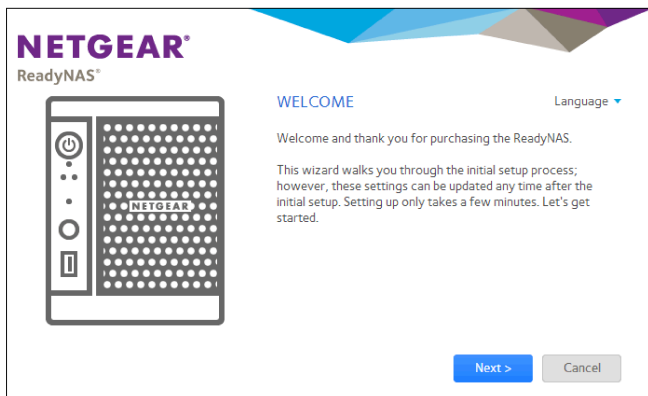 NETGEAR®
ReadyNAS®
WELCOME
Language
Welcome and thank you for purchasing the ReadyNAS.
This wizard walks you through the initial setup process;
however, these settings can be updated any time after the
initial setup. Setting up only takes a few minutes. Let's get
started.
NETGEAR
Next >
Cancel